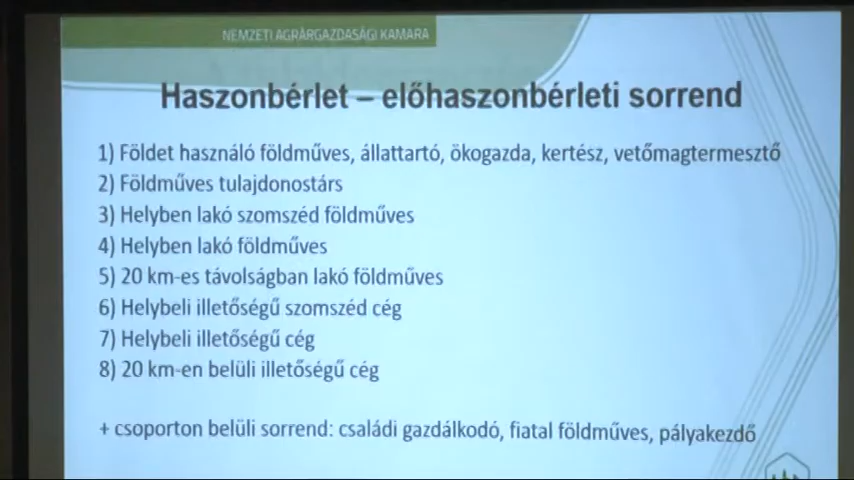 NEMZETI AGRÁRGAZDASÁGI KAMARA
Haszonbérlet – előhaszonbérleti sorrend
1) Földet használó földműves, állattartó, ökogazda, kertész, vetőmagtermesztő
2) Földműves tulajdonostárs
3) Helyben lakó szomszéd földműves
4) Helyben lakó földműves
5) 20 km-es távolságban lakó földműves
6) Helybeli illetőségű szomszéd cég
7) Helybeli illetőségű cég
8) 20 km-en belüli illetőségű cég
+ csoporton belüli sorrend: családi gazdálkodó, fiatal földműves, pályakezdő